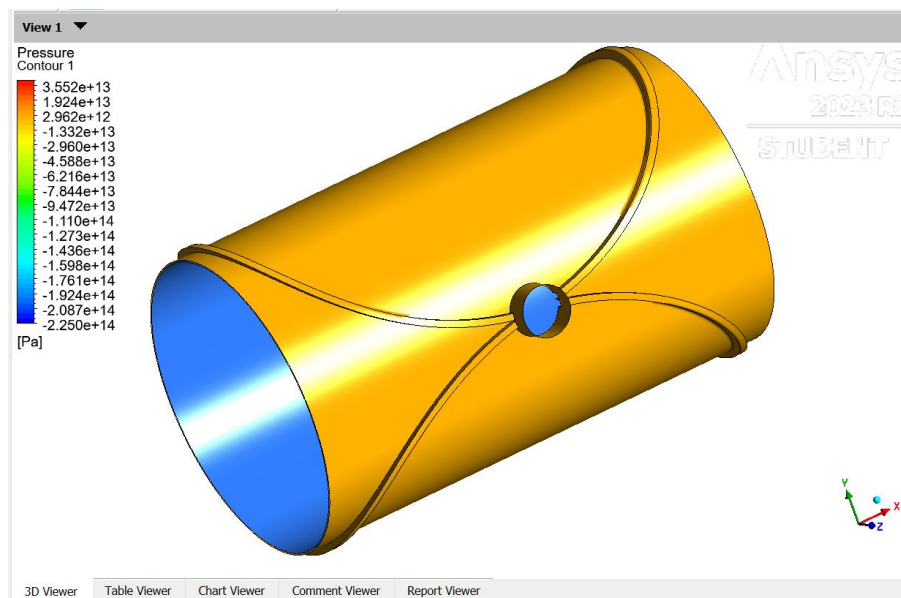 View 1
Pressure
Contour 1
3.552e+13
1.924e+13
2.962e+12
-1.332e+13
-2.960e+13
-4.588e+13
-6.216e+13
-7.844e+13
-9.472e+13
-1.110e+14
-1.273e+14
-1.436e+14
-1.598e+14
-1.761e+14
-1.924e+14
-2.087e+14
-2.250e+14
[Pa]
Ansys
2023 R
STUDENT
Y
X
Z
3D Viewer
Table Viewer
Chart Viewer
Comment Viewer
Report Viewer